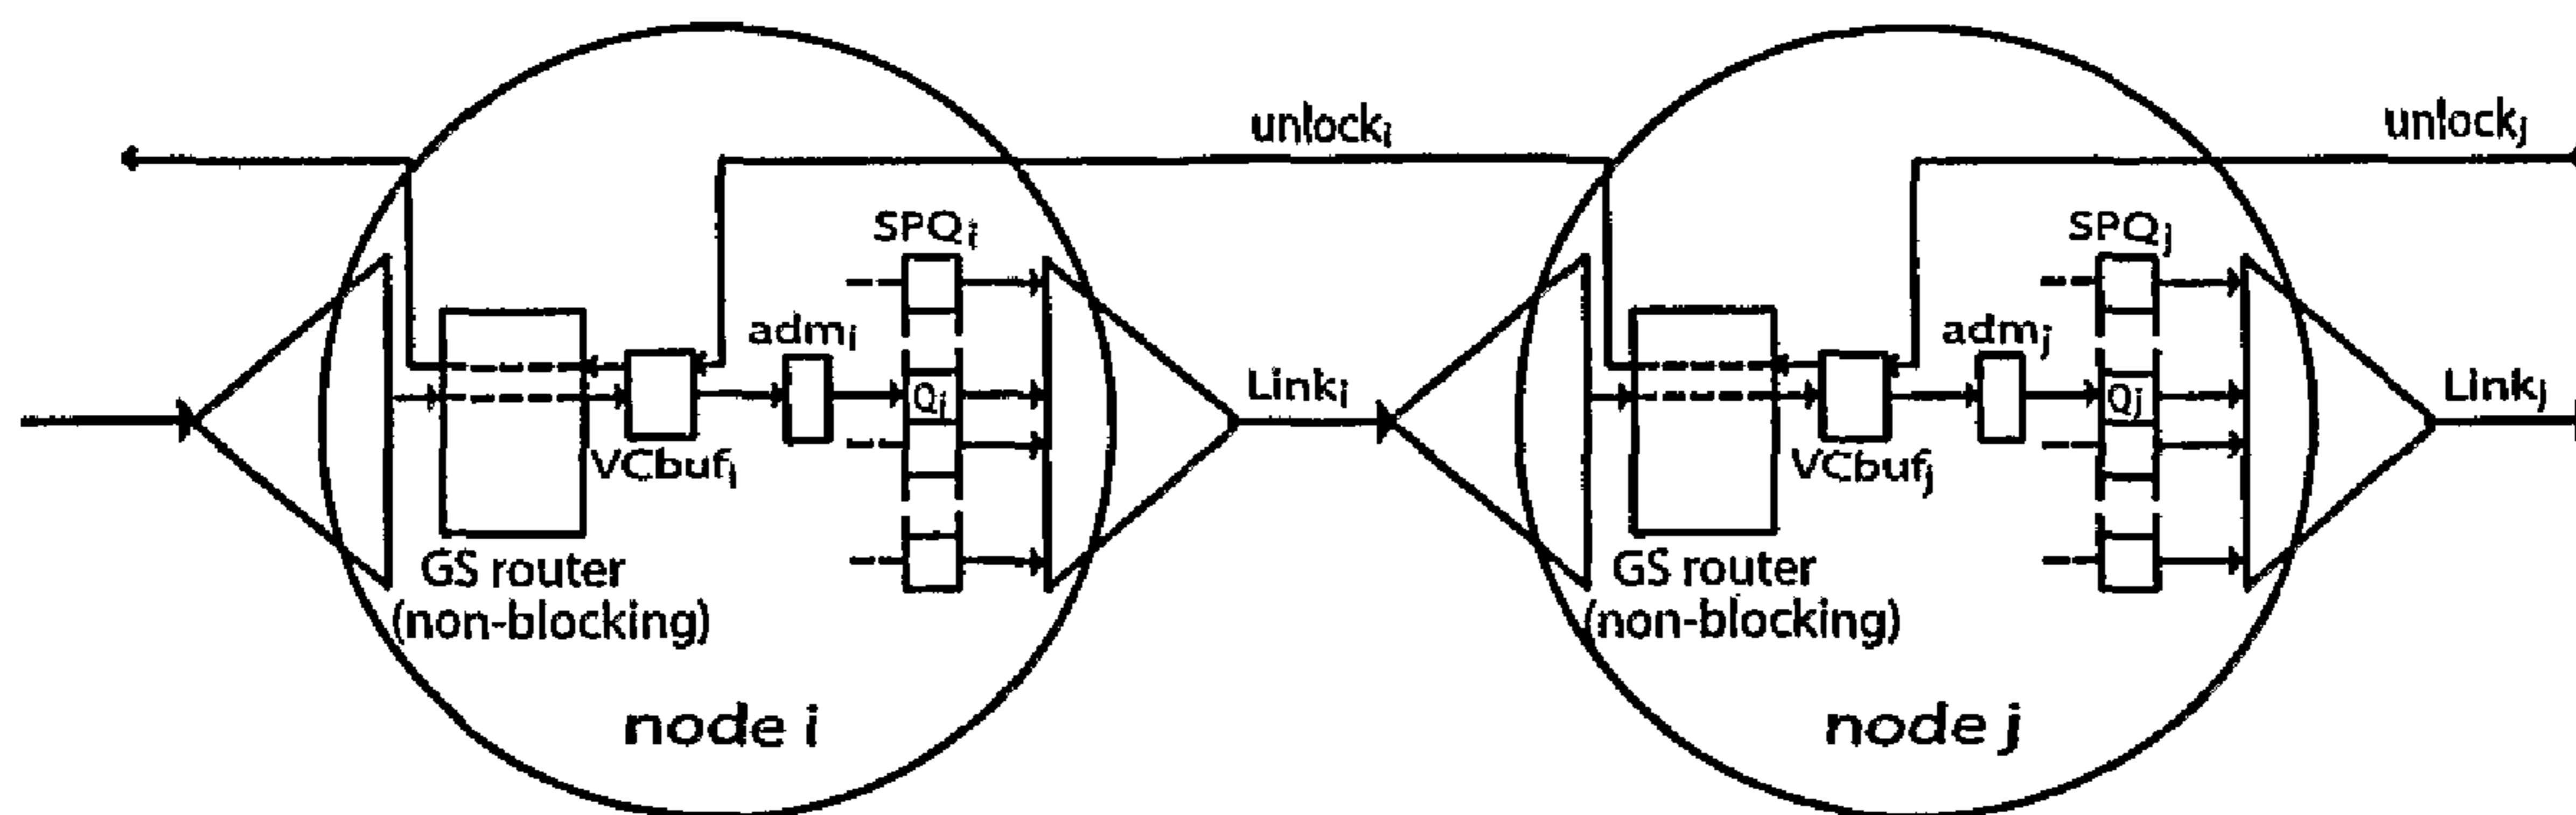 unlocki
unlockj
SPQi
SPQj
admi
admj
Qj
Linki
Qj
Linkj
VCbufi
VCbufj
GS router
(non-blocking)
GS router
(non-blocking)
node i
node j